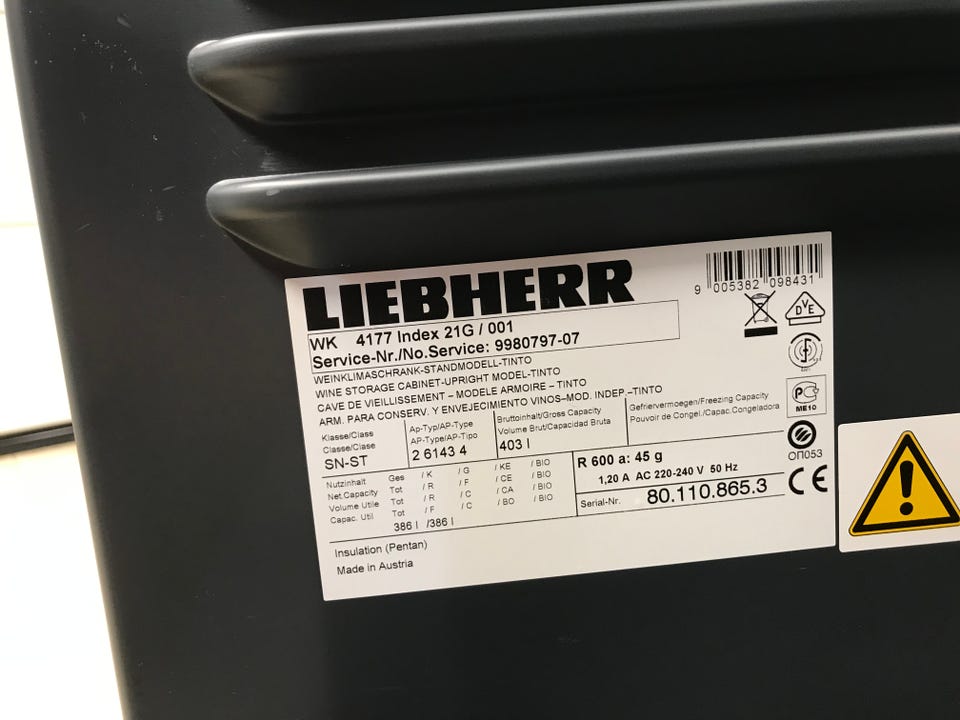 LIEBHERR
9 005382 098431
WK 4177 Index 21G / 001
Service-Nr./No.Service: 9980797-07
WEINKLIMASCHRANK-STANDMODELL-TINTO
WINE STORAGE CABINET-UPRIGHT MODEL-TINTO
CAVE DE VIEILLISSEMENT – MODELE ARMOIRE – TINTO
ARM. PARA CONSERV. Y ENVEJECIMIENTO VINOS–MOD. INDEP.–TINTO
Klasse/Class
Classe/Clase
SN-ST
Ap-Typ/AP-Type
AP-Type/AP-Tipo
2 6143 4
Bruttoinhalt/Gross Capacity
Volume Brut/Capacidad Bruta
403 l
Gefriervermoegen/Freezing Capacity
Pouvoir de Congel./Capac.Congeladora
Nutzinhalt Ges / K / G / KE / BIO
Net.Capacity Tot / R / F / CE / BIO
Volume Utile Tot / R / C / CA / BIO
Capac. Util Tot / F / C / BO / BIO
386 l /386 l
R 600 a: 45 g
1,20 A AC 220-240 V 50 Hz
Serial-Nr. 80.110.865.3
Insulation (Pentan)
Made in Austria
DVE
ME10
ОП053
CE